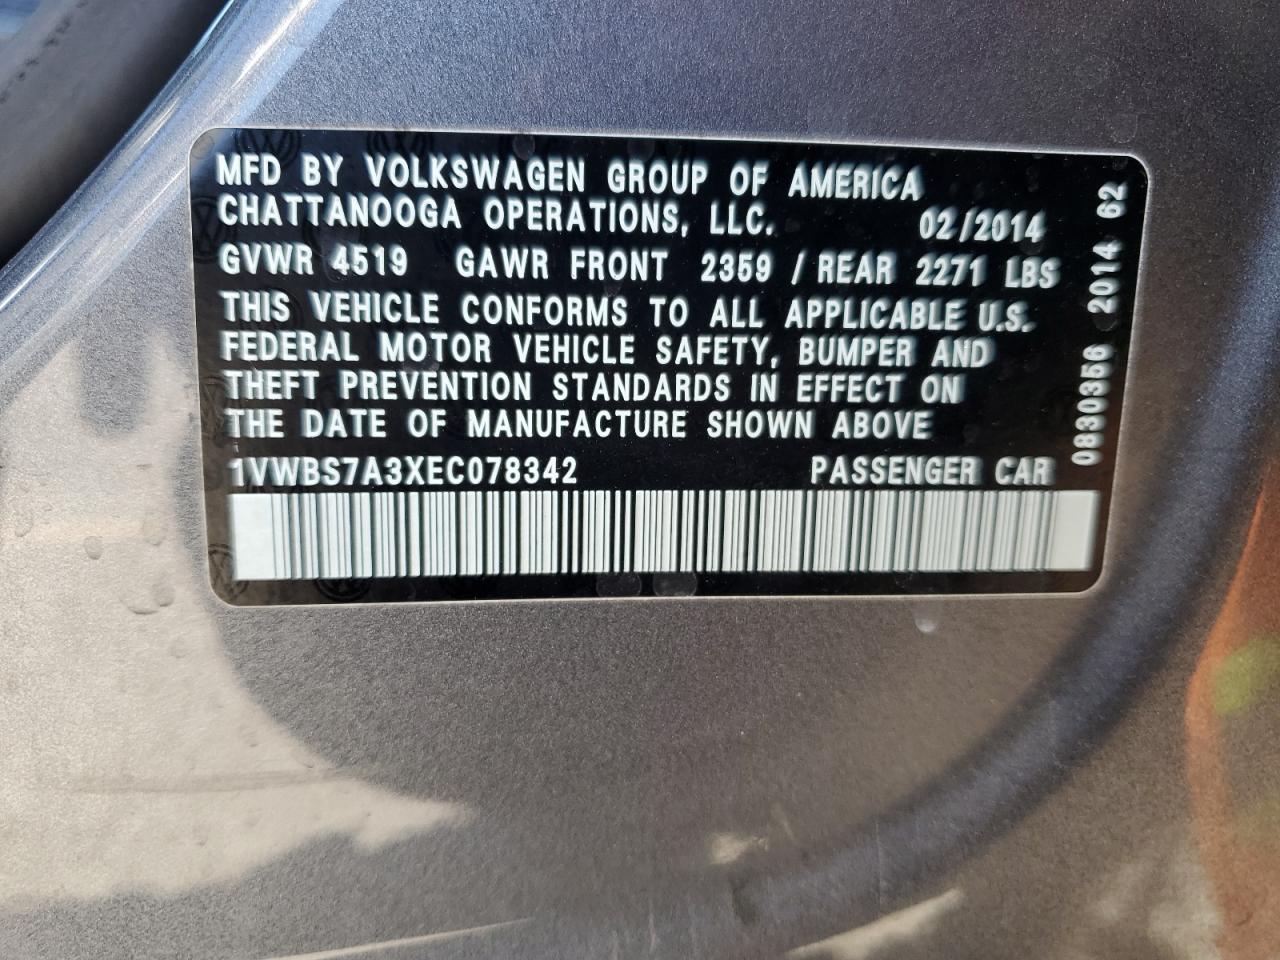 MFD BY VOLKSWAGEN GROUP OF AMERICA
CHATTANOOGA OPERATIONS, LLC. 02/2014
GVWR 4519 GAWR FRONT 2359 / REAR 2271 LBS
THIS VEHICLE CONFORMS TO ALL APPLICABLE U.S.
FEDERAL MOTOR VEHICLE SAFETY, BUMPER AND
THEFT PREVENTION STANDARDS IN EFFECT ON
THE DATE OF MANUFACTURE SHOWN ABOVE
1VWBS7A3XEC078342 PASSENGER CAR
0830356 2014 62